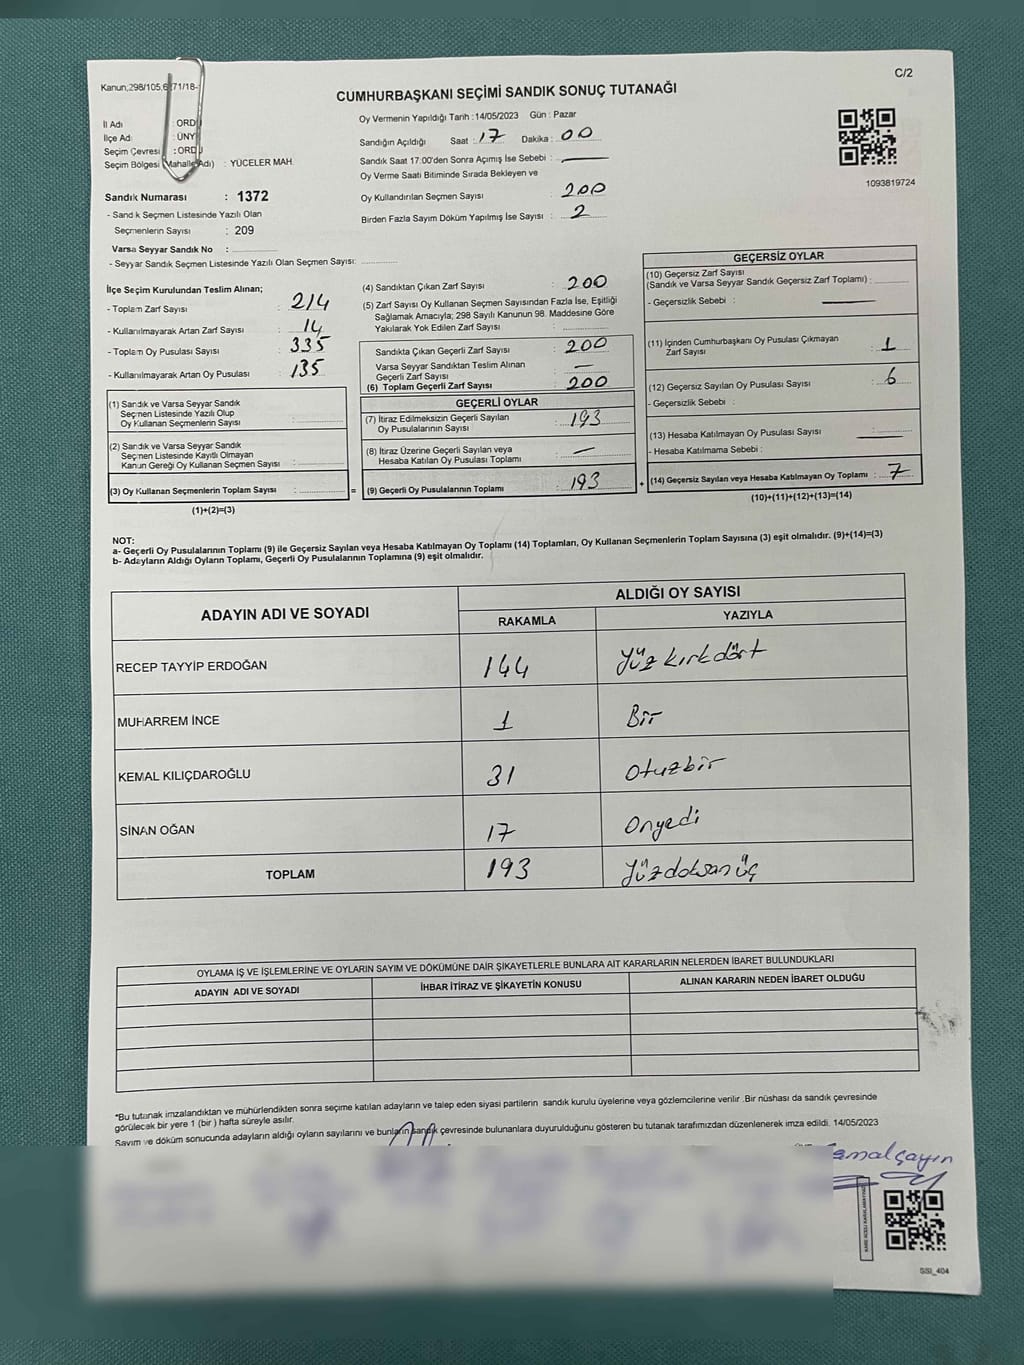 C/2
Kanun;298/105,6
71/18-
CUMHURBAŞKANI SEÇİMİ SANDIK SONUÇ TUTANAĞI
İl Adı : ORD
İlçe Adı : ÜNY
Seçim Çevresi : ORD
Seçim Bölgesi (Mahalle Adı) : YÜCELER MAH.
Sandık Numarası : 1372
- Sandık Seçmen Listesinde Yazılı Olan
Seçmenlerin Sayısı : 209
Varsa Seyyar Sandık No :
- Seyyar Sandık Seçmen Listesinde Yazılı Olan Seçmen Sayısı:
Oy Vermenin Yapıldığı Tarih : 14/05/2023 Gün : Pazar
Sandığın Açıldığı Saat : 17 Dakika : 00
Sandık Saat 17:00'den Sonra Açımış İse Sebebi :
Oy Verme Saati Bitiminde Sırada Bekleyen ve
Oy Kullandırılan Seçmen Sayısı : 200
Birden Fazla Sayım Döküm Yapılmış İse Sayısı : 2
1093819724
İlçe Seçim Kurulundan Teslim Alınan;
- Toplam Zarf Sayısı : 214
- Kullanılmayarak Artan Zarf Sayısı : 14
- Toplam Oy Pusulası Sayısı : 335
- Kullanılmayarak Artan Oy Pusulası : 135
(1) Sandık ve Varsa Seyyar Sandık
Seçmen Listesinde Yazılı Olup
Oy Kullanan Seçmenlerin Sayısı :
(2) Sandık ve Varsa Seyyar Sandık
Seçmen Listesinde Kayıtlı Olmayan
Kanun Gereği Oy Kullanan Seçmen Sayısı :
(3) Oy Kullanan Seçmenlerin Toplam Sayısı :
(1)+(2)=(3)
(4) Sandıktan Çıkan Zarf Sayısı : 200
(5) Zarf Sayısı Oy Kullanan Seçmen Sayısından Fazla İse, Eşitliği
Sağlamak Amacıyla; 298 Sayılı Kanunun 98. Maddesine Göre
Yakılarak Yok Edilen Zarf Sayısı :
Sandıkta Çıkan Geçerli Zarf Sayısı : 200
Varsa Seyyar Sandıktan Teslim Alınan
Geçerli Zarf Sayısı : —
(6) Toplam Geçerli Zarf Sayısı : 200
GEÇERLİ OYLAR
(7) İtiraz Edilmeksizin Geçerli Sayılan
Oy Pusulalarının Sayısı : 193
(8) İtiraz Üzerine Geçerli Sayılan veya
Hesaba Katılan Oy Pusulası Toplamı : —
= (9) Geçerli Oy Pusulalarının Toplamı : 193
GEÇERSİZ OYLAR
(10) Geçersiz Zarf Sayısı
(Sandık ve Varsa Seyyar Sandık Geçersiz Zarf Toplamı) :
- Geçersizlik Sebebi : —
(11) İçinden Cumhurbaşkanı Oy Pusulası Çıkmayan
Zarf Sayısı : 1
(12) Geçersiz Sayılan Oy Pusulası Sayısı : 6
- Geçersizlik Sebebi :
(13) Hesaba Katılmayan Oy Pusulası Sayısı : —
- Hesaba Katılmama Sebebi :
+ (14) Geçersiz Sayılan veya Hesaba Katılmayan Oy Toplamı : 7
(10)+(11)+(12)+(13)=(14)
NOT:
a- Geçerli Oy Pusulalarının Toplamı (9) ile Geçersiz Sayılan veya Hesaba Katılmayan Oy Toplamı (14) Toplamları, Oy Kullanan Seçmenlerin Toplam Sayısına (3) eşit olmalıdır. (9)+(14)=(3)
b- Adayların Aldığı Oyların Toplamı, Geçerli Oy Pusulalarının Toplamına (9) eşit olmalıdır.
ADAYIN ADI VE SOYADI ALDIĞI OY SAYISI
RAKAMLA YAZIYLA
RECEP TAYYİP ERDOĞAN 144 Yüz kırk dört
MUHARREM İNCE 1 Bir
KEMAL KILIÇDAROĞLU 31 Otuzbir
SİNAN OĞAN 17 Onyedi
TOPLAM 193 Yüzdoksan üç
OYLAMA İŞ VE İŞLEMLERİNE VE OYLARIN SAYIM VE DÖKÜMÜNE DAİR ŞİKAYETLERLE BUNLARA AİT KARARLARIN NELERDEN İBARET BULUNDUKLARI
ADAYIN ADI VE SOYADI İHBAR İTİRAZ VE ŞİKAYETİN KONUSU ALINAN KARARIN NEDEN İBARET OLDUĞU
*Bu tutanak imzalandıktan ve mühürlendikten sonra seçime katılan adayların ve talep eden siyasi partilerin sandık kurulu üyelerine veya gözlemcilerine verilir .Bir nüshası da sandık çevresinde
görülecek bir yere 1 (bir ) hafta süreyle asılır.
Sayım ve döküm sonucunda adayların aldığı oyların sayılarını ve bunların sandık çevresinde bulunanlara duyurulduğunu gösteren bu tutanak tarafımızdan düzenlenerek imza edildi. 14/05/2023
çayın
SSI_404